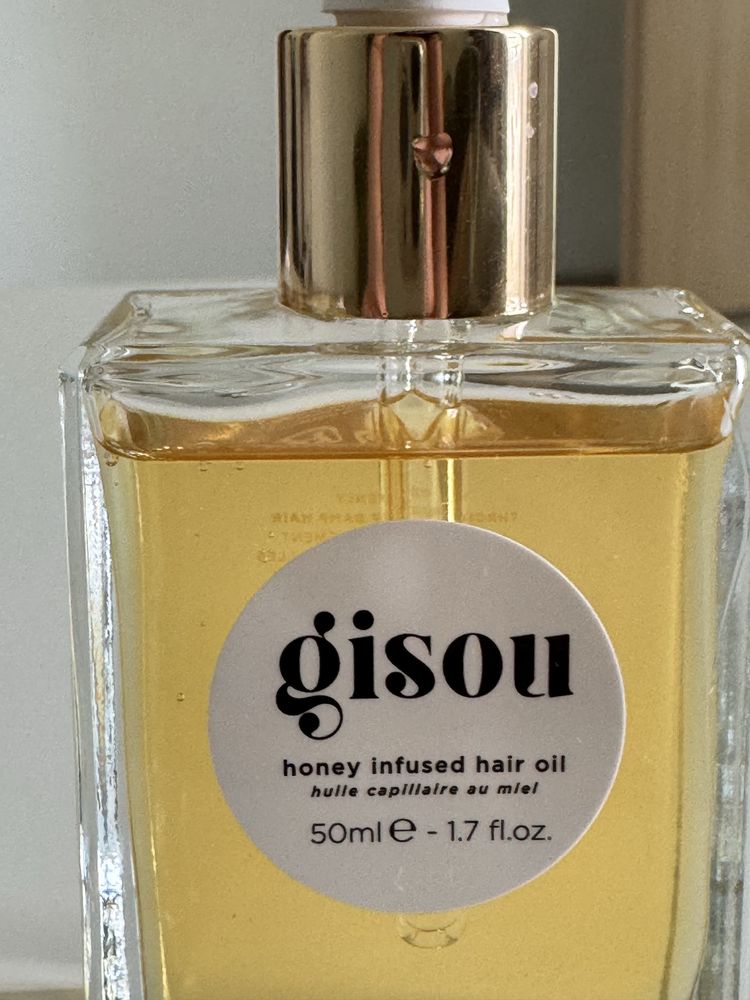 gisou
honey infused hair oil
huile capillaire au miel
50ml ℮ - 1.7 fl.oz.